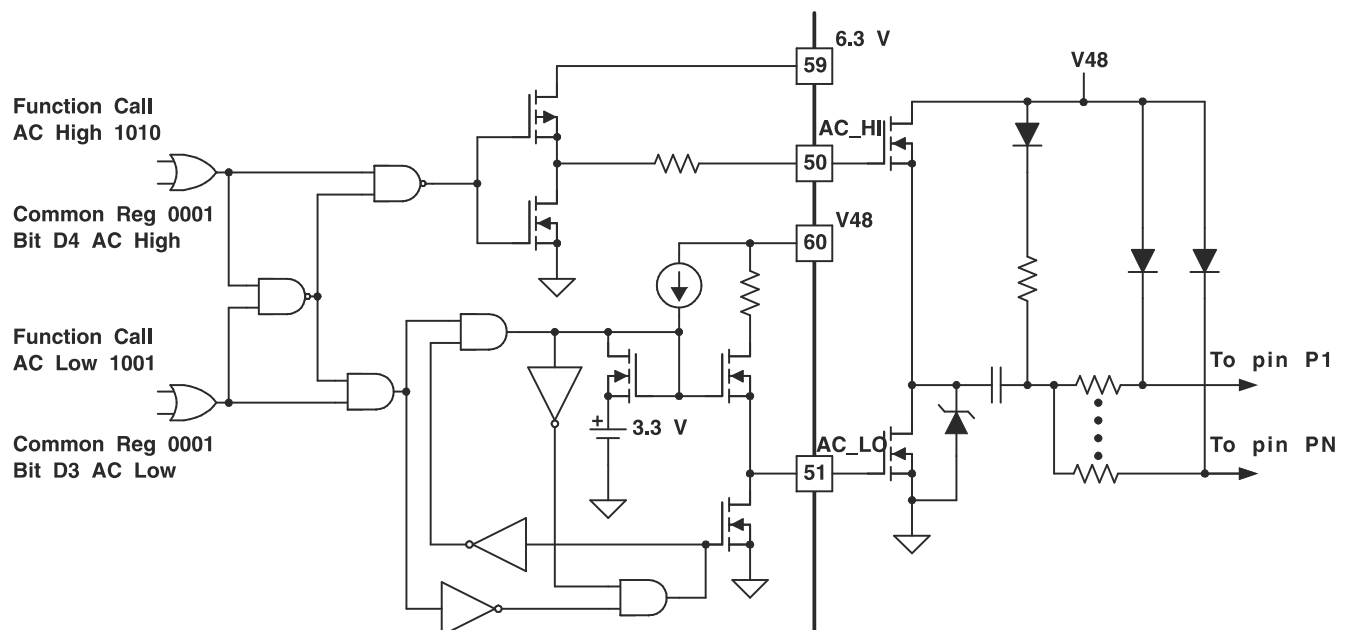 6.3 V
59
V48
Function Call
AC High 1010
AC_HI
50
Common Reg 0001
Bit D4 AC High
V48
60
Function Call
AC Low 1001
To pin P1
+
3.3 V
Common Reg 0001
Bit D3 AC Low
AC_LO
51
To pin PN